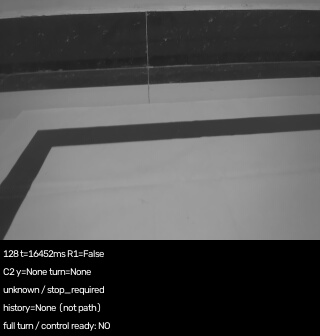 128 t=16452ms R1=False
C2 y=None turn=None
unknown / stop_required
history=None (not path)
full turn / control ready: NO